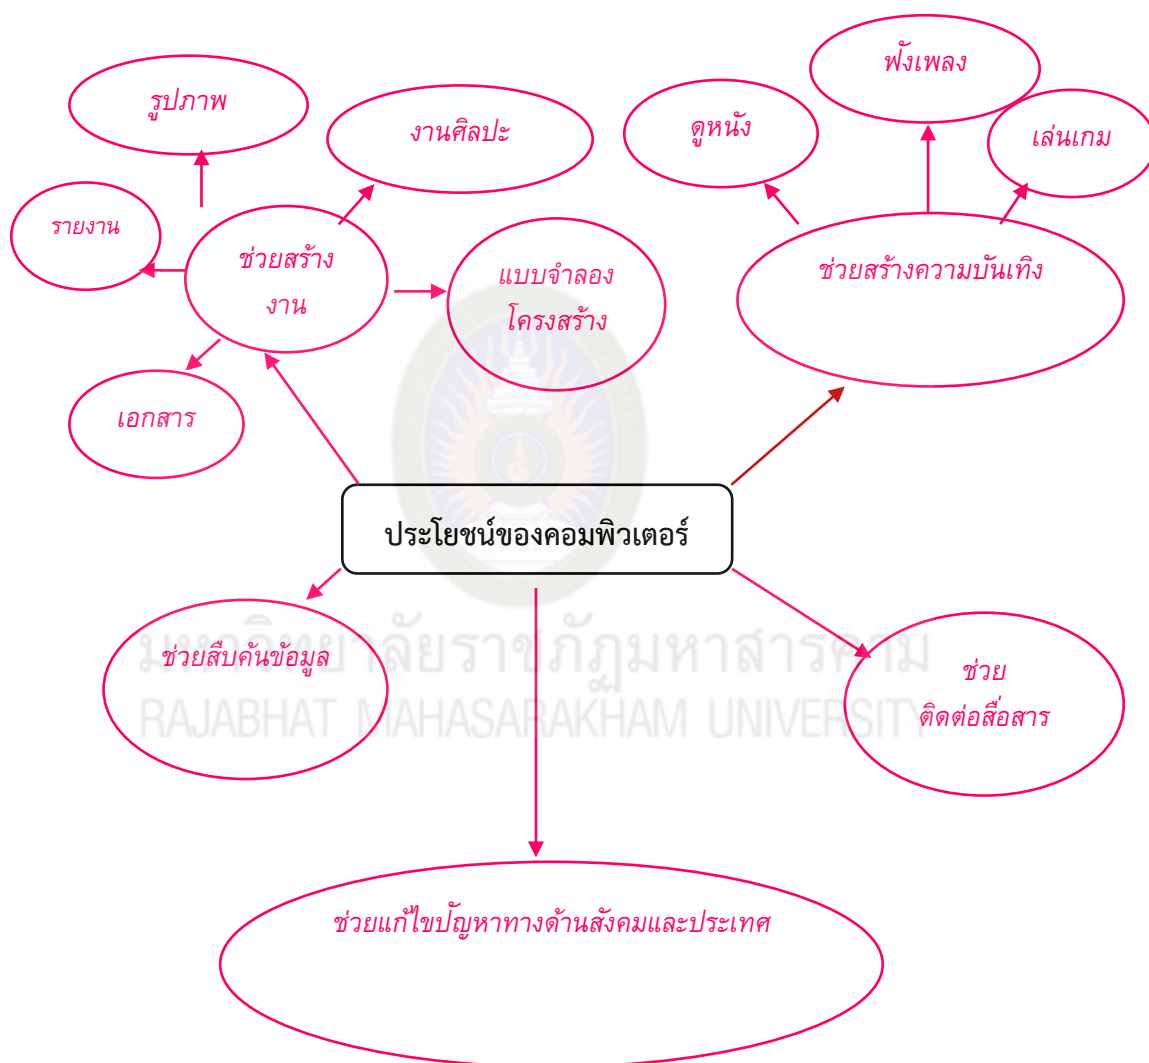 ฟังเพลง
รูปภาพ
งานศิลปะ
ดูหนัง
เล่นเกม
รายงาน
ช่วยสร้าง
งาน
แบบจำลอง
โครงสร้าง
ช่วยสร้างความบันเทิง
เอกสาร
ประโยชน์ของคอมพิวเตอร์
มหาวิทยาลัยราชภัฏมหาสารคาม
RAJABHAT MAHASARAKHAM UNIVERSITY
ช่วยสืบค้นข้อมูล
ช่วย
ติดต่อสื่อสาร
ช่วยแก้ไขปัญหาทางด้านสังคมและประเทศ